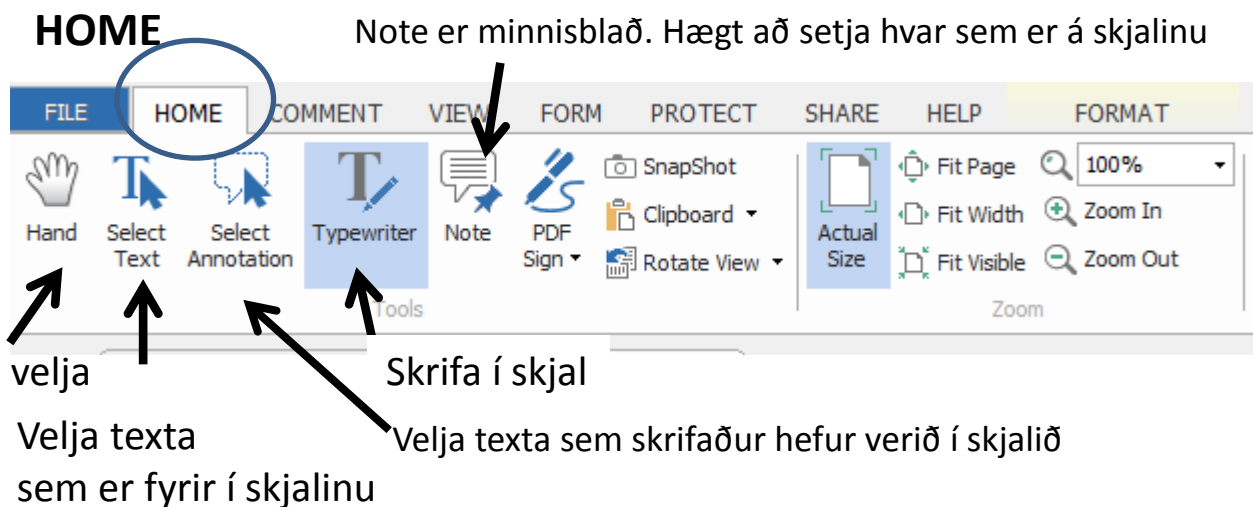 HOME
Note er minnisblað. Hægt að setja hvar sem er á skjalinu
FILE HOME COMMENT VIEW FORM PROTECT SHARE HELP FORMAT
Hand
Select
Text
Select
Annotation
Typewriter
Note
PDF
Sign
SnapShot
Clipboard
Rotate View
Tools
Actual
Size
Fit Page
Fit Width
Fit Visible
100%
Zoom In
Zoom Out
Zoom
velja
Skrifa í skjal
Velja texta
sem er fyrir í skjalinu
Velja texta sem skrifaður hefur verið í skjalið